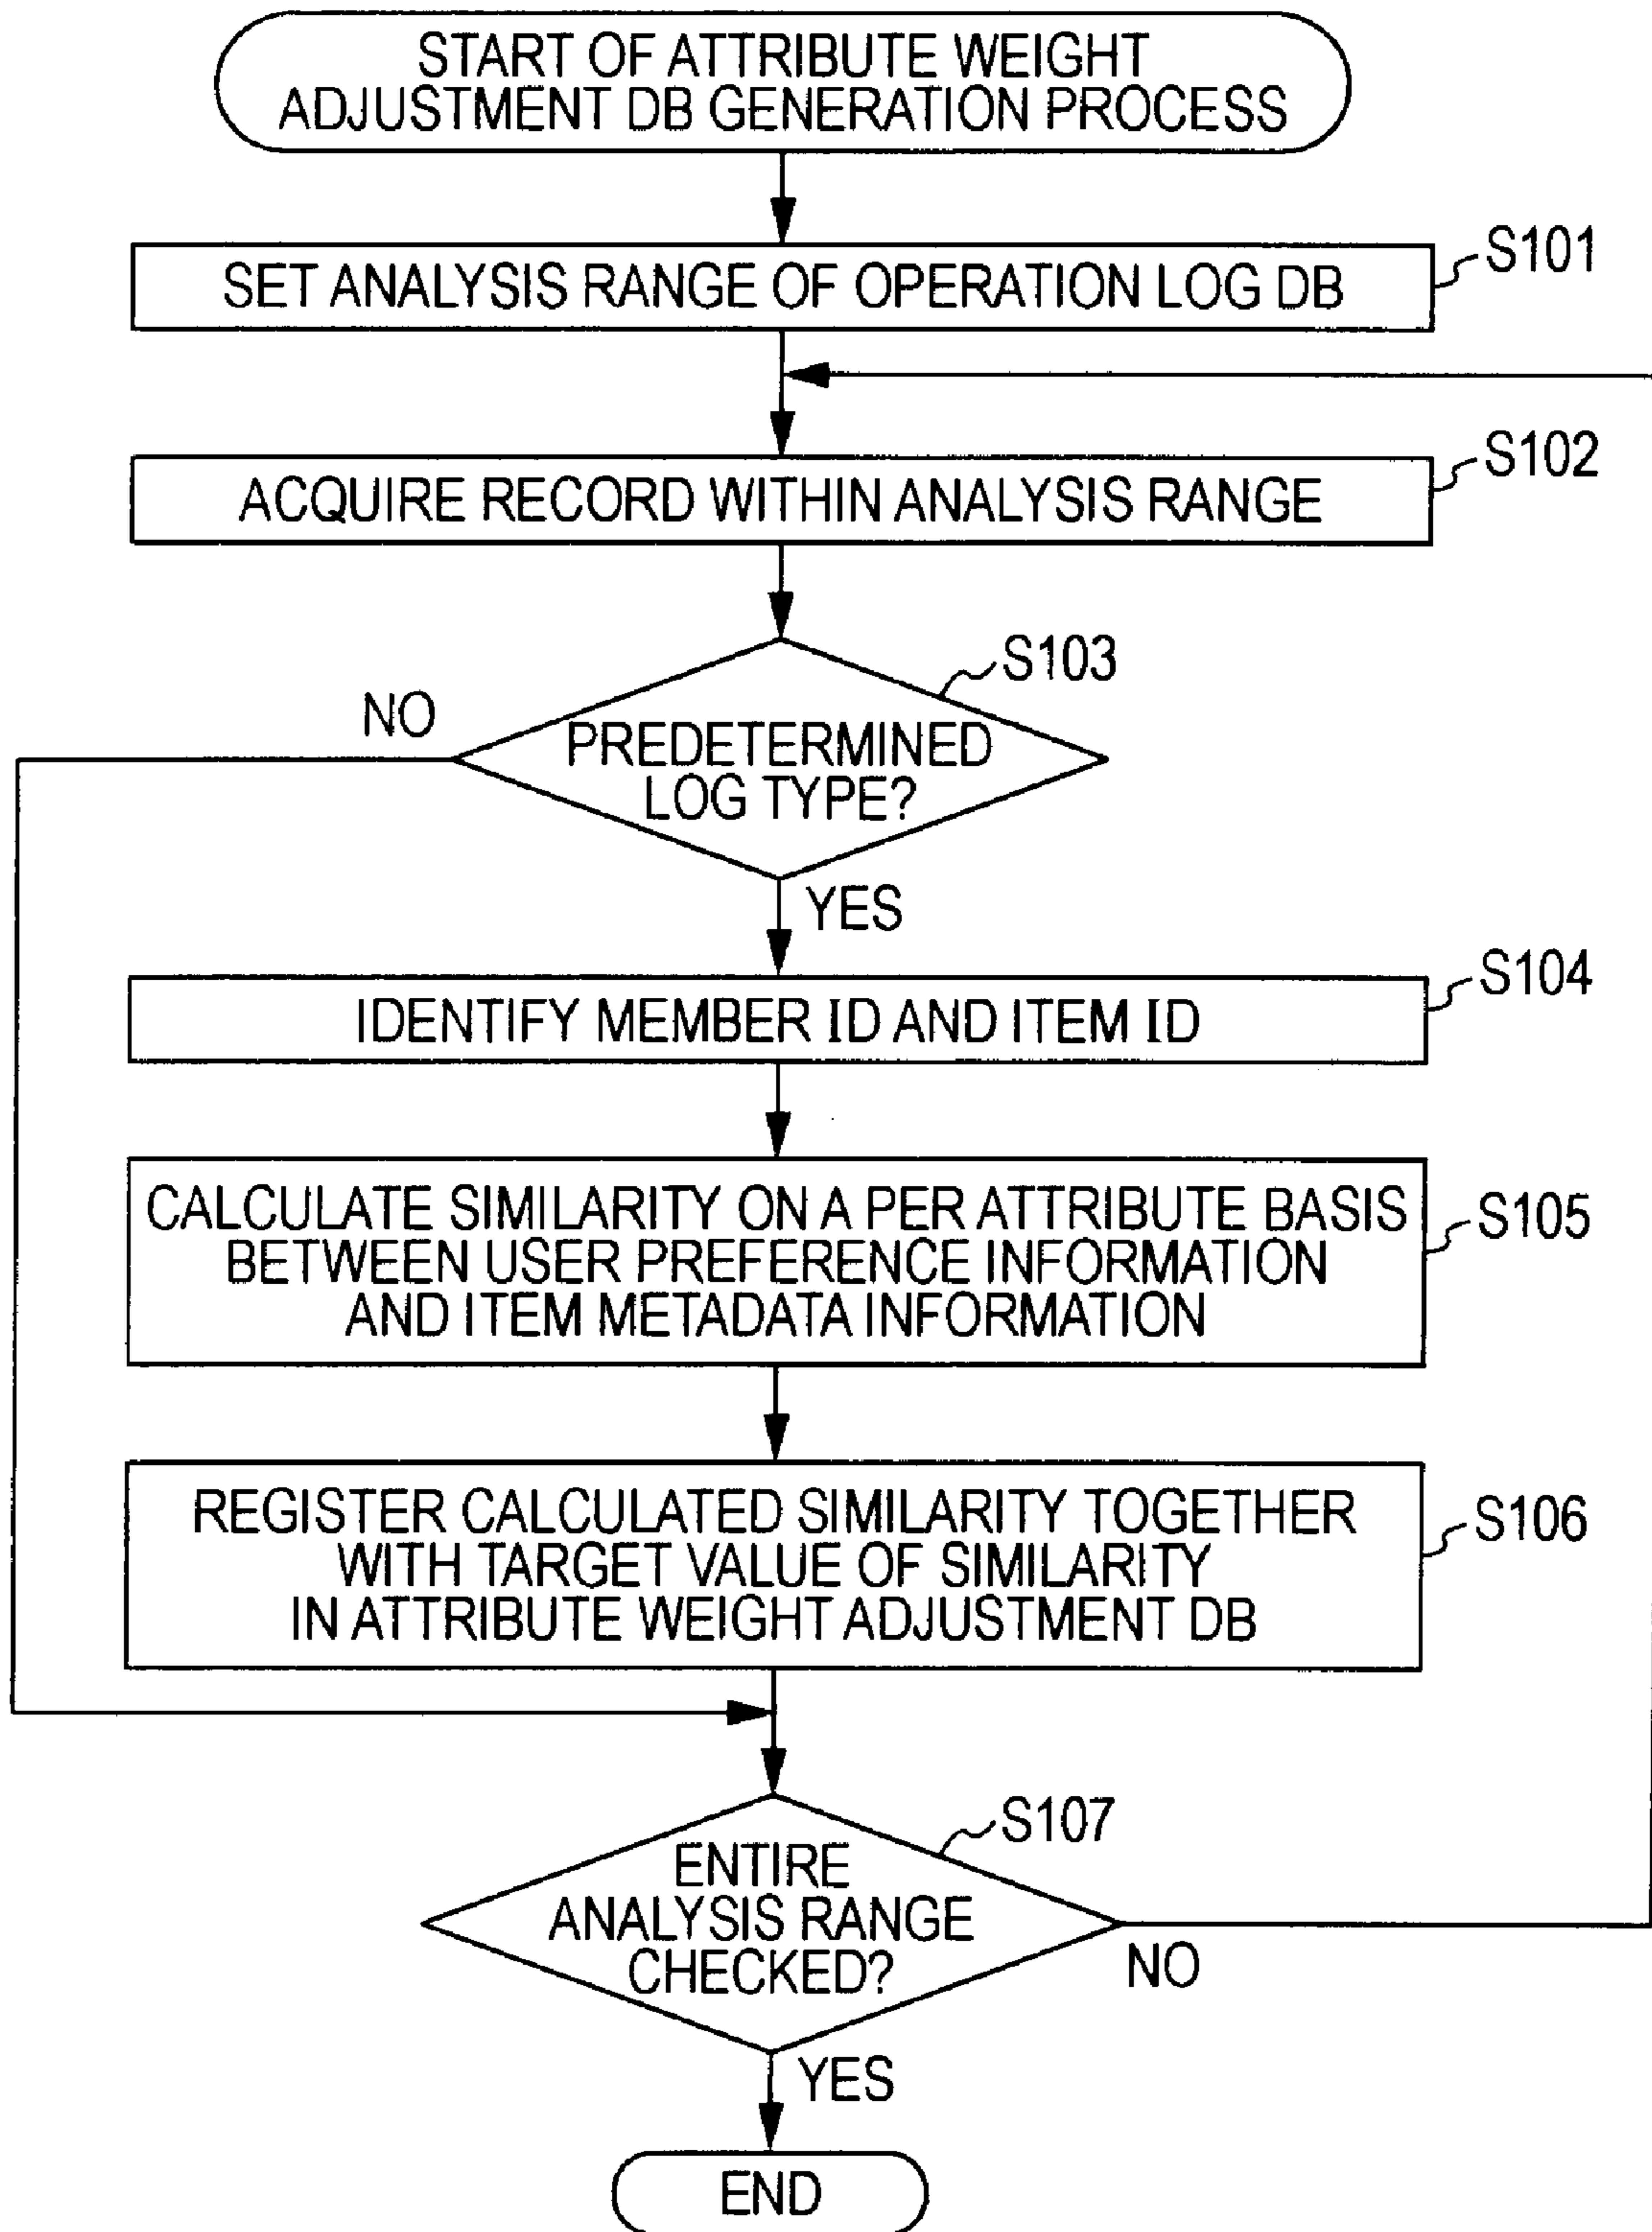 START OF ATTRIBUTE WEIGHT
ADJUSTMENT DB GENERATION PROCESS
SET ANALYSIS RANGE OF OPERATION LOG DB
S101
ACQUIRE RECORD WITHIN ANALYSIS RANGE
S102
S103
NO
PREDETERMINED
LOG TYPE?
YES
IDENTIFY MEMBER ID AND ITEM ID
S104
CALCULATE SIMILARITY ON A PER ATTRIBUTE BASIS
BETWEEN USER PREFERENCE INFORMATION
AND ITEM METADATA INFORMATION
S105
REGISTER CALCULATED SIMILARITY TOGETHER
WITH TARGET VALUE OF SIMILARITY
IN ATTRIBUTE WEIGHT ADJUSTMENT DB
S106
S107
ENTIRE
ANALYSIS RANGE
CHECKED?
NO
YES
END